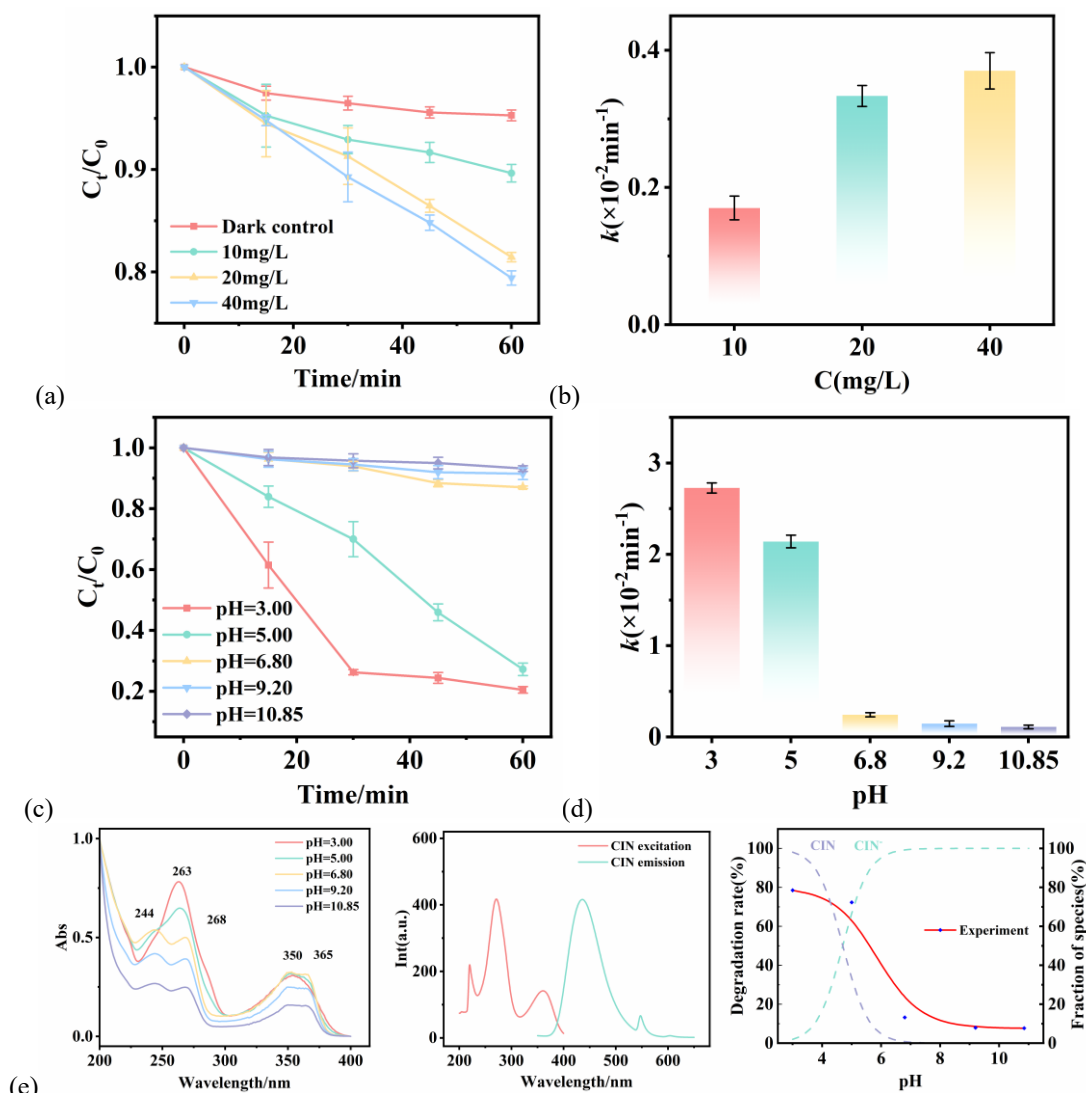 1.0
0.9
0.8
C_t/C_0
Dark control
10mg/L
20mg/L
40mg/L
0 20 40 60
Time/min
(a)
0.4
0.2
0.0
k(×10⁻²min⁻¹)
10 20 40
C(mg/L)
(b)
1.0
0.8
0.6
0.4
0.2
C_t/C_0
pH=3.00
pH=5.00
pH=6.80
pH=9.20
pH=10.85
0 20 40 60
Time/min
(c)
3
2
1
0
k(×10⁻²min⁻¹)
3 5 6.8 9.2 10.85
pH
(d)
1.0
0.5
0.0
Abs
pH=3.00
pH=5.00
pH=6.80
pH=9.20
pH=10.85
244 263 268 350 365
200 250 300 350 400
Wavelength/nm
(e)
600
400
200
0
Int(a.u.)
CIN excitation
CIN emission
200 300 400 500 600
Wavelength/nm
100
80
60
40
20
0
Degradation rate(%)
CIN CIN⁻
Experiment
4 6 8 10
pH
100
80
60
40
20
0
Fraction of species(%)